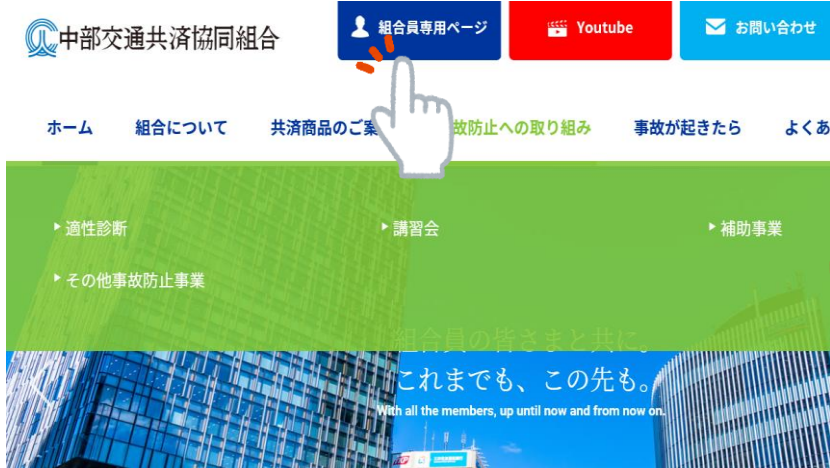 中部交通共済協同組合
組合員専用ページ
Youtube
お問い合わせ
ホーム
組合について
共済商品のご案
故防止への取り組み
事故が起きたら
よくあ
適性診断
講習会
補助事業
その他事故防止事業
組合員の皆さまと共に。
これまでも、この先も。
With all the members, up until now and from now on.